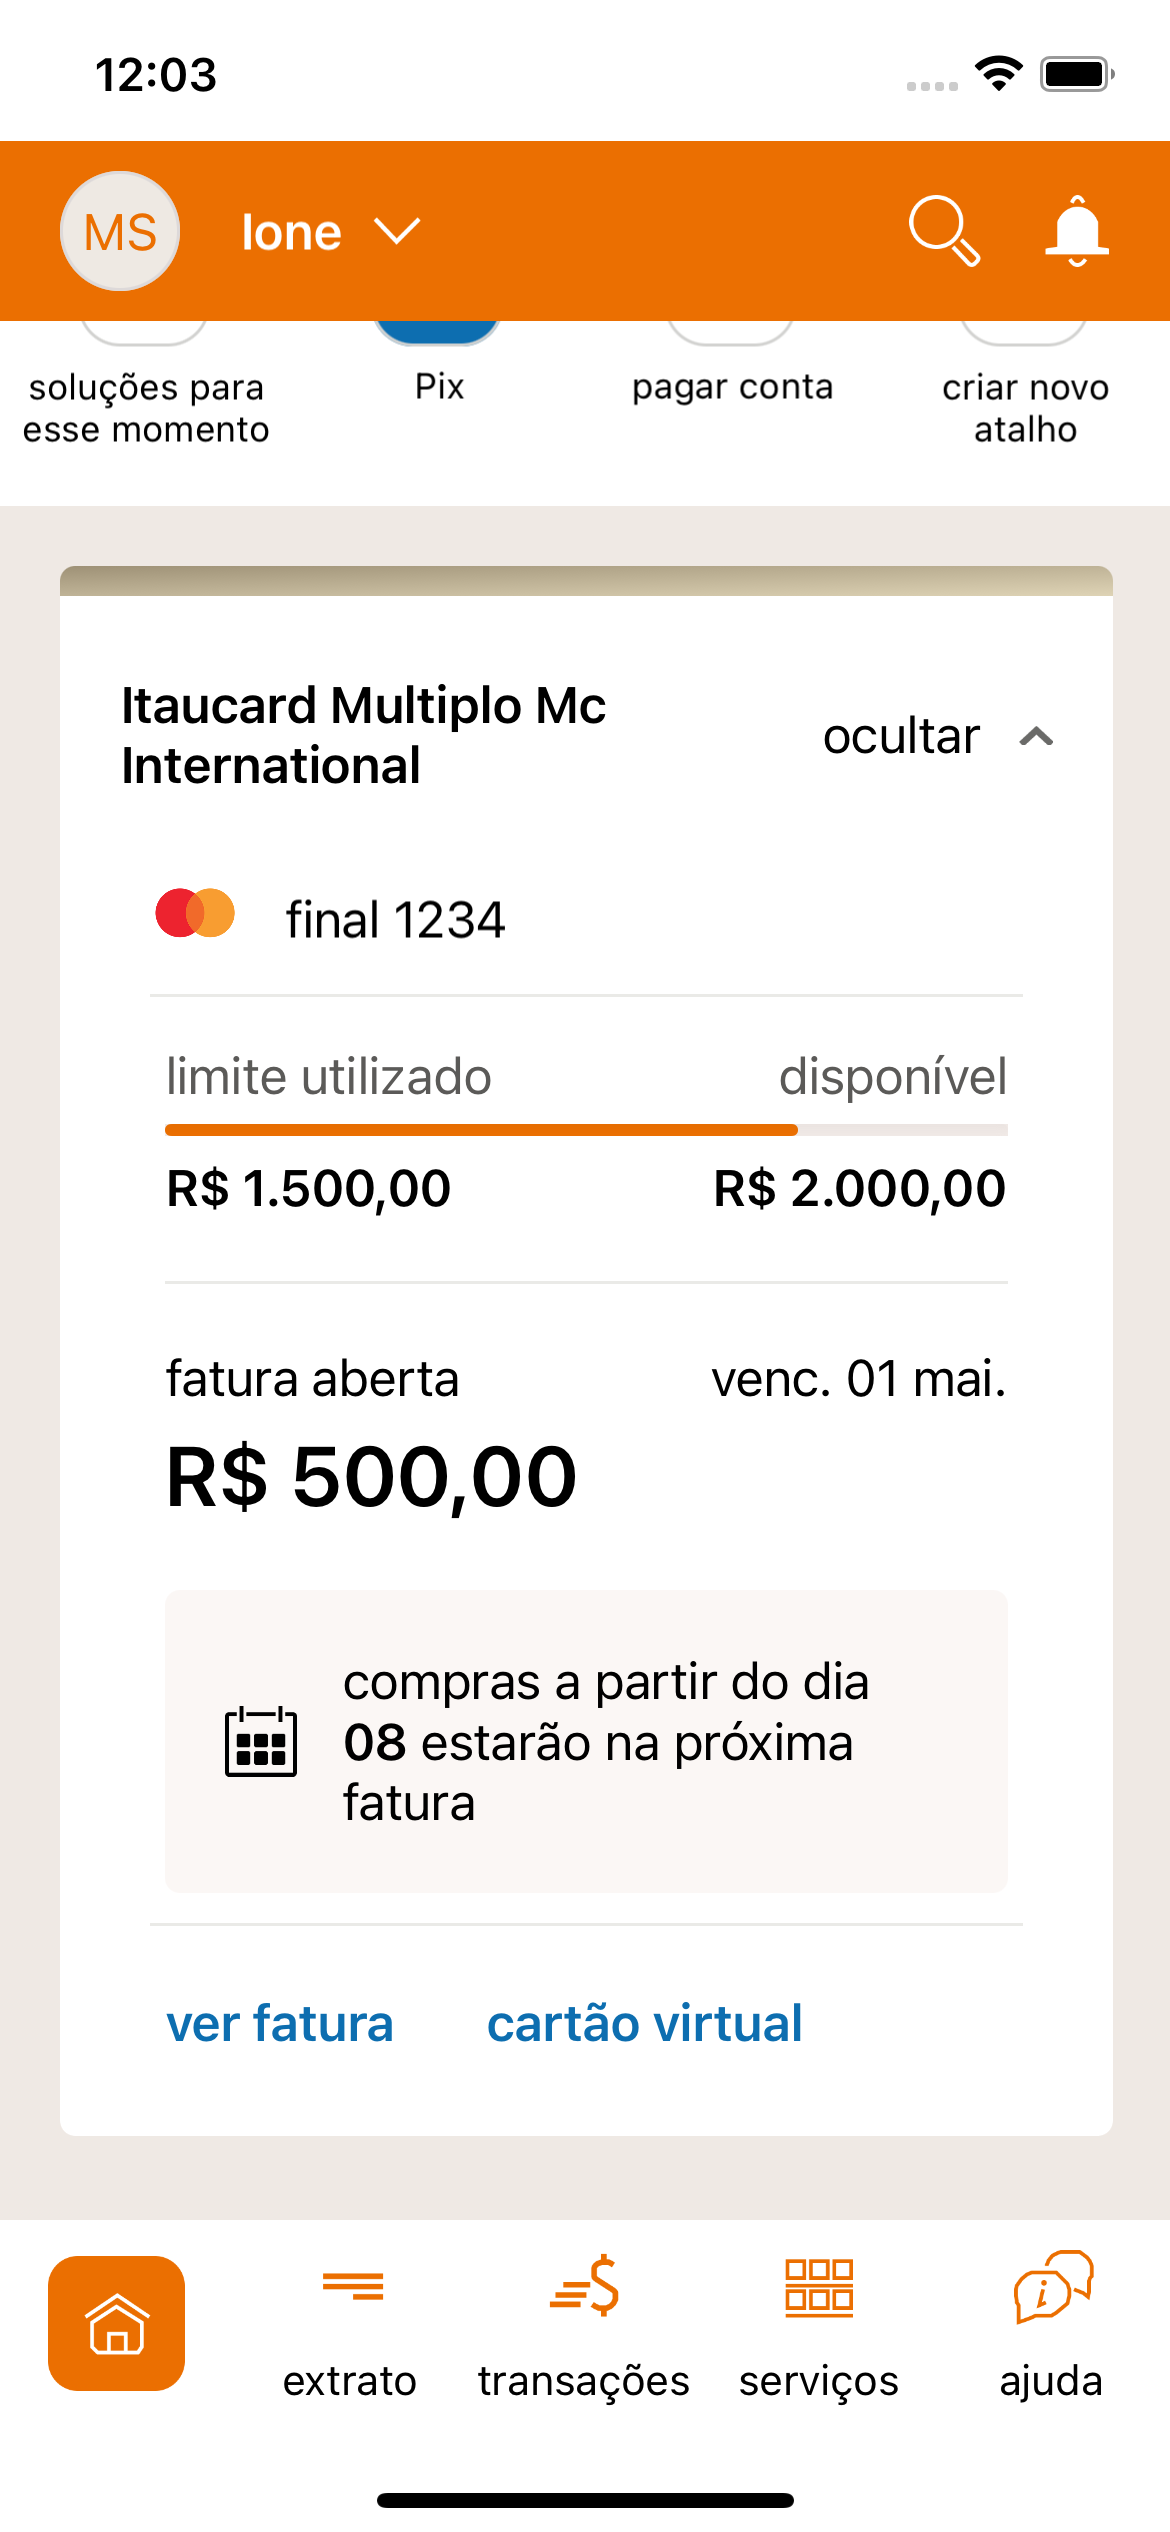 12:03
MS
Ione
soluções para
esse momento
Pix
pagar conta
criar novo
atalho
Itaucard Multiplo Mc
International
ocultar
final 1234
limite utilizado
disponível
R$ 1.500,00
R$ 2.000,00
fatura aberta
venc. 01 mai.
R$ 500,00
compras a partir do dia
08 estarão na próxima
fatura
ver fatura
cartão virtual
extrato
transações
serviços
ajuda